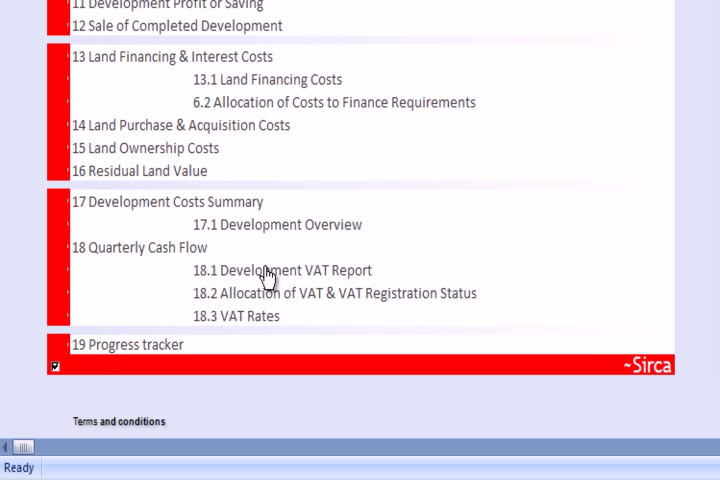 11 Development Profit or Saving
12 Sale of Completed Development
13 Land Financing & Interest Costs
13.1 Land Financing Costs
6.2 Allocation of Costs to Finance Requirements
14 Land Purchase & Acquisition Costs
15 Land Ownership Costs
16 Residual Land Value
17 Development Costs Summary
17.1 Development Overview
18 Quarterly Cash Flow
18.1 Development VAT Report
18.2 Allocation of VAT & VAT Registration Status
18.3 VAT Rates
19 Progress tracker
~Sirca
Terms and conditions
Ready